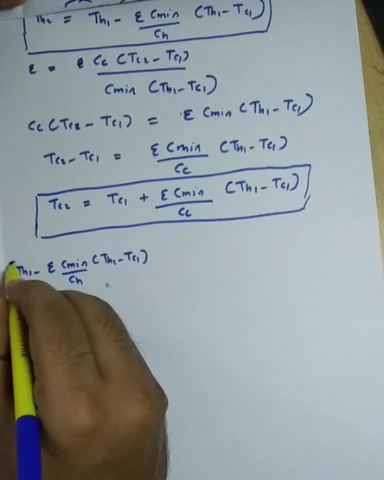 Th2 = Th1 - ε Cmin/Ch (Th1 - Tc1)
ε = ε Cc (Tc2 - Tc1) / Cmin (Th1 - Tc1)
Cc (Tc2 - Tc1) = ε Cmin (Th1 - Tc1)
Tc2 - Tc1 = ε Cmin/Cc (Th1 - Tc1)
Tc2 = Tc1 + ε Cmin/Cc (Th1 - Tc1)
Th1 - ε Cmin/Ch (Th1 - Tc1)